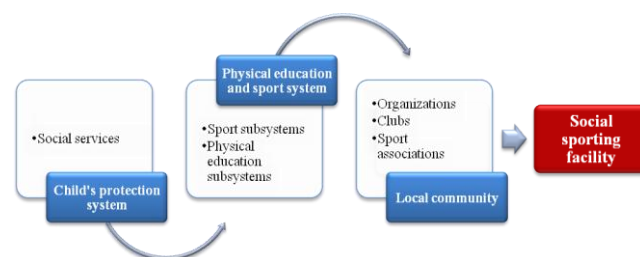 •Social services
Child's protection
system
Physical education
and sport system
•Sport subsystems
•Physical
education
subsystems
•Organizations
•Clubs
•Sport
associations
Local community
Social
sporting
facility